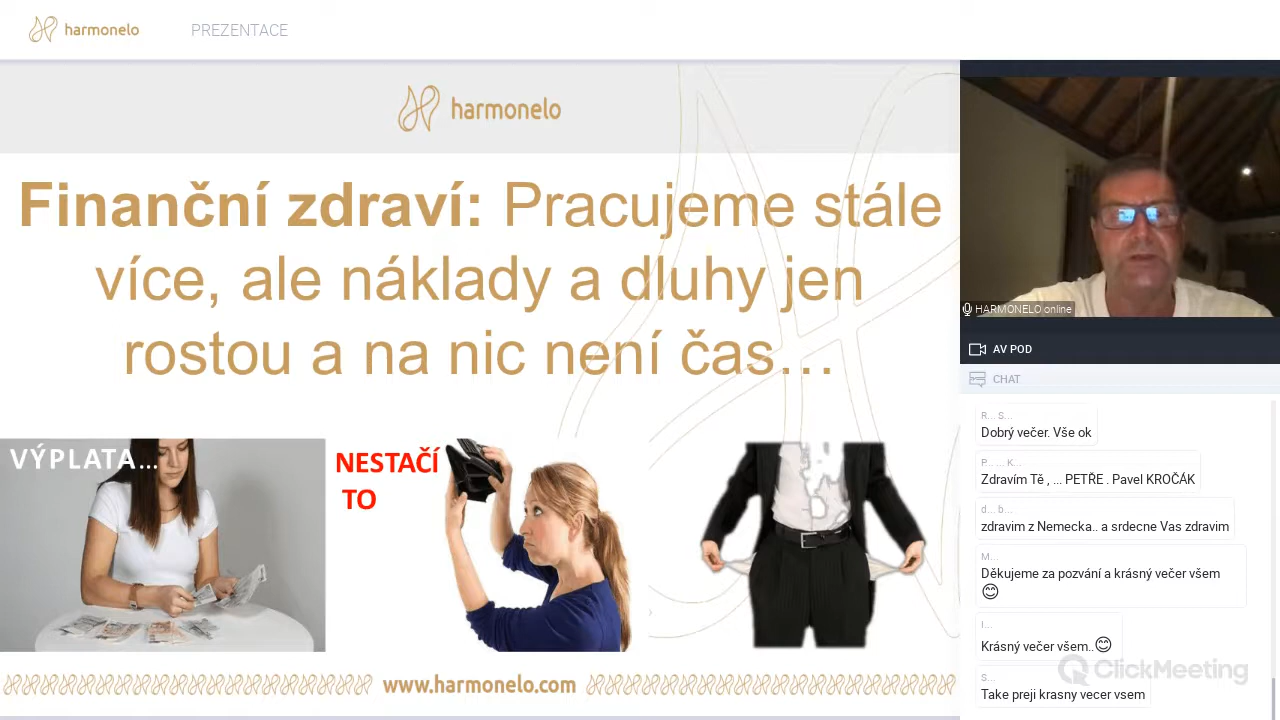 harmonelo
PREZENTACE
harmonelo
Finanční zdraví: Pracujeme stále
více, ale náklady a dluhy jen
rostou a na nic není čas…
VÝPLATA...
NESTAČÍ
TO
www.harmonelo.com
HARMONELO online
AV POD
CHAT
R... S...
Dobrý večer. Vše ok
P... ... K...
Zdravím Tě , ... PETŘE . Pavel KROČÁK
d... b...
zdravim z Nemecka.. a srdecne Vas zdravim
M...
Děkujeme za pozvání a krásný večer všem
😊
I...
Krásný večer všem..😊
S...
Take preji krasny vecer vsem
ClickMeeting